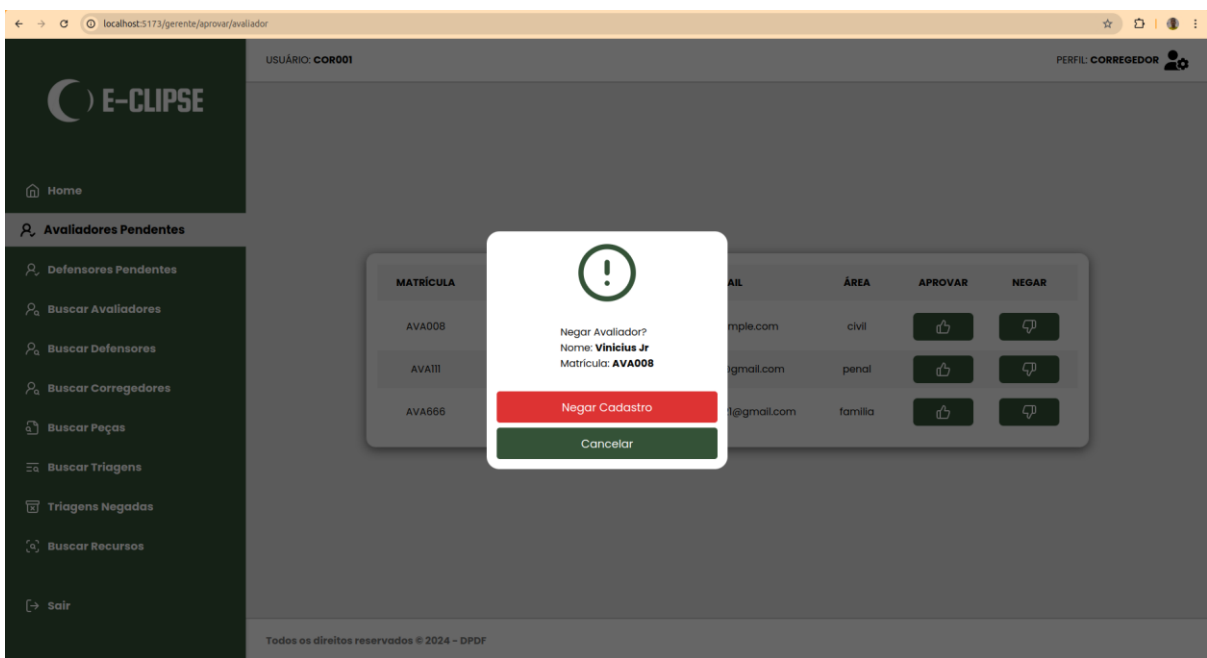 localhost:5173/gerente/aprovar/avaliador
USUÁRIO: COR001
PERFIL: CORREGEDOR
E-CLIPSE
Home
Avaliadores Pendentes
Defensores Pendentes
Buscar Avaliadores
Buscar Defensores
Buscar Corregedores
Buscar Peças
Buscar Triagens
Triagens Negadas
Buscar Recursos
Sair
MATRÍCULA AIL ÁREA APROVAR NEGAR
AVA008 mple.com civil
AVA111 @gmail.com penal
AVA666 1@gmail.com família
Negar Avaliador?
Nome: Vinicius Jr
Matrícula: AVA008
Negar Cadastro
Cancelar
Todos os direitos reservados © 2024 - DPDF